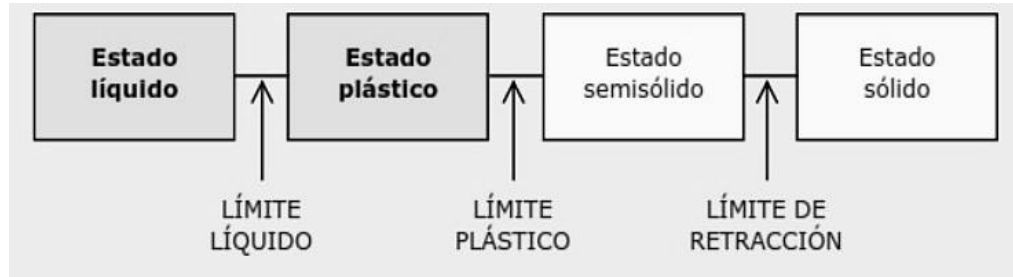 Estado
líquido
Estado
plástico
Estado
semisólido
Estado
sólido
LÍMITE
LÍQUIDO
LÍMITE
PLÁSTICO
LÍMITE DE
RETRACCIÓN